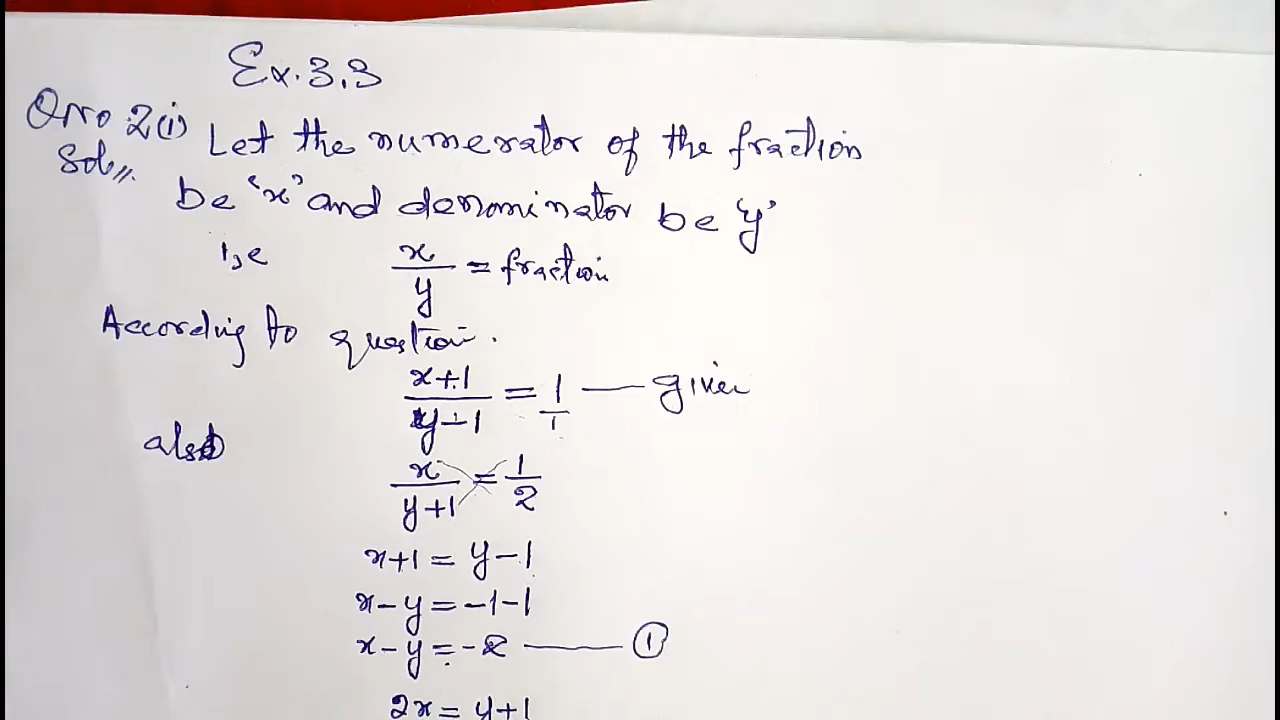 Ex. 3.3
QNo 2(i) Let the numerator of the fraction
Sol,,
be 'x' and denominator be 'y'
i,e x/y = fraction
According to question.
x+1/y-1 = 1/1 — given
also
x/y+1 = 1/2
x+1 = y-1
x-y = -1-1
x-y = -2 —— ①
2x = y+1